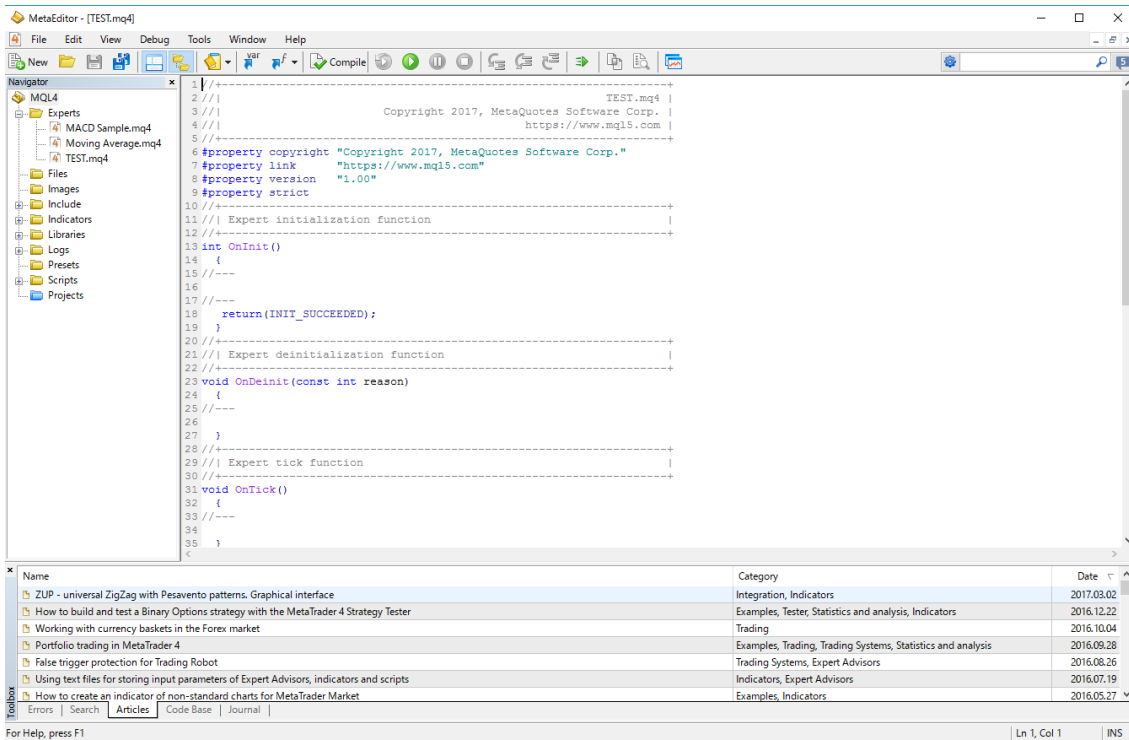 MetaEditor - [TEST.mq4]
File Edit View Debug Tools Window Help
New var f Compile 5
Navigator
MQL4
Experts
MACD Sample.mq4
Moving Average.mq4
TEST.mq4
Files
Images
Include
Indicators
Libraries
Logs
Presets
Scripts
Projects
1 //+------------------------------------------------------------------+
2 //| TEST.mq4 |
3 //| Copyright 2017, MetaQuotes Software Corp. |
4 //| https://www.mql5.com |
5 //+------------------------------------------------------------------+
6 #property copyright "Copyright 2017, MetaQuotes Software Corp."
7 #property link "https://www.mql5.com"
8 #property version "1.00"
9 #property strict
10 //+------------------------------------------------------------------+
11 //| Expert initialization function |
12 //+------------------------------------------------------------------+
13 int OnInit()
14 {
15 //---
16
17 //---
18 return(INIT_SUCCEEDED);
19 }
20 //+------------------------------------------------------------------+
21 //| Expert deinitialization function |
22 //+------------------------------------------------------------------+
23 void OnDeinit(const int reason)
24 {
25 //---
26
27 }
28 //+------------------------------------------------------------------+
29 //| Expert tick function |
30 //+------------------------------------------------------------------+
31 void OnTick()
32 {
33 //---
34
35 }
Name Category Date
ZUP - universal ZigZag with Pesavento patterns. Graphical interface Integration, Indicators 2017.03.02
How to build and test a Binary Options strategy with the MetaTrader 4 Strategy Tester Examples, Tester, Statistics and analysis, Indicators 2016.12.22
Working with currency baskets in the Forex market Trading 2016.10.04
Portfolio trading in MetaTrader 4 Examples, Trading, Trading Systems, Statistics and analysis 2016.09.28
False trigger protection for Trading Robot Trading Systems, Expert Advisors 2016.08.26
Using text files for storing input parameters of Expert Advisors, indicators and scripts Indicators, Expert Advisors 2016.07.19
How to create an indicator of non-standard charts for MetaTrader Market Examples, Indicators 2016.05.27
Toolbox
Errors | Search | Articles | Code Base | Journal |
For Help, press F1 Ln 1, Col 1 INS